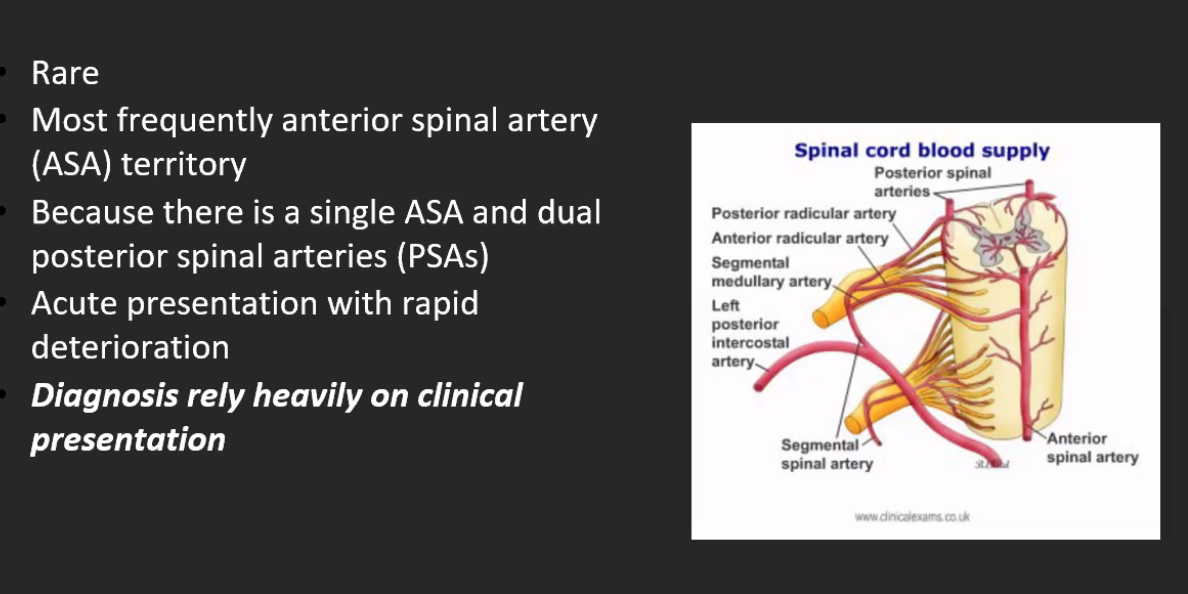 Rare
Most frequently anterior spinal artery
(ASA) territory
Because there is a single ASA and dual
posterior spinal arteries (PSAs)
Acute presentation with rapid
deterioration
Diagnosis rely heavily on clinical
presentation
Spinal cord blood supply
Posterior spinal
arteries
Posterior radicular artery
Anterior radicular artery
Segmental
medullary artery
Left
posterior
intercostal
artery
Segmental
spinal artery
Anterior
spinal artery
www.clinicalexams.co.uk